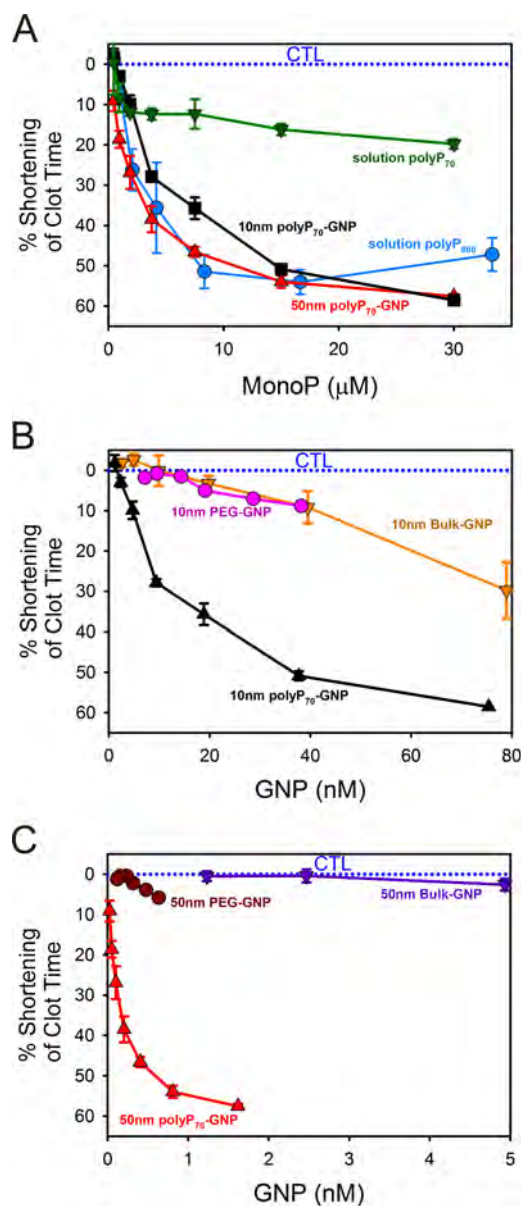 A
% Shortening
of Clot Time
CTL
0
10
20
30
40
50
60
solution polyP₇₀
10nm polyP₇₀-GNP
solution polyP₈₀₀
50nm polyP₇₀-GNP
0 10 20 30
MonoP (μM)
B
% Shortening
of Clot Time
CTL
0
10
20
30
40
50
60
10nm PEG-GNP
10nm Bulk-GNP
10nm polyP₇₀-GNP
0 20 40 60 80
GNP (nM)
C
% Shortening
of Clot Time
CTL
0
10
20
30
40
50
60
50nm PEG-GNP
50nm Bulk-GNP
50nm polyP₇₀-GNP
0 1 2 3 4 5
GNP (nM)